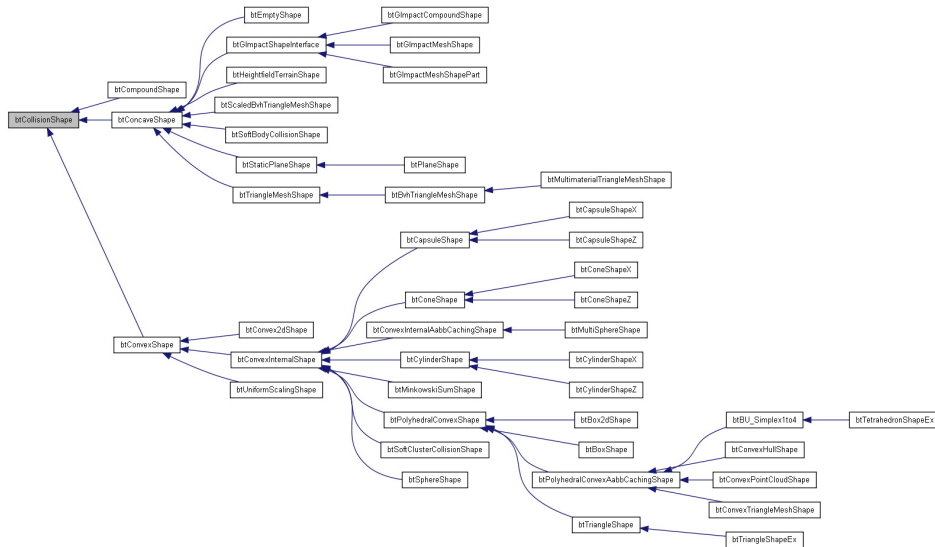 btEmptyShape
btGImpactCompoundShape
btGImpactShapeInterface
btGImpactMeshShape
btHeightfieldTerrainShape
btGImpactMeshShapePart
btCompoundShape
btScaledBvhTriangleMeshShape
btCollisionShape
btConcaveShape
btSoftBodyCollisionShape
btStaticPlaneShape
btPlaneShape
btMultimaterialTriangleMeshShape
btTriangleMeshShape
btBvhTriangleMeshShape
btCapsuleShapeX
btCapsuleShape
btCapsuleShapeZ
btConeShapeX
btConeShape
btConeShapeZ
btConvex2dShape
btConvexInternalAabbCachingShape
btMultiSphereShape
btConvexShape
btConvexInternalShape
btCylinderShape
btCylinderShapeX
btUniformScalingShape
btMinkowskiSumShape
btCylinderShapeZ
btPolyhedralConvexShape
btBox2dShape
btBU_Simplex1to4
btTetrahedronShapeEx
btSoftClusterCollisionShape
btBoxShape
btConvexHullShape
btSphereShape
btPolyhedralConvexAabbCachingShape
btConvexPointCloudShape
btConvexTriangleMeshShape
btTriangleShape
btTriangleShapeEx